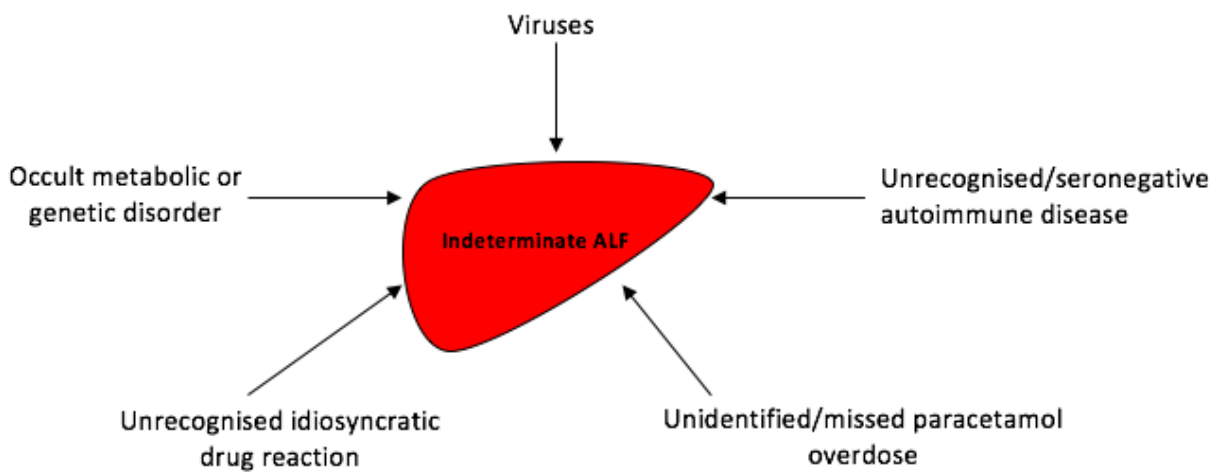 Viruses
Occult metabolic or
genetic disorder
Unrecognised/seronegative
autoimmune disease
Indeterminate ALF
Unrecognised idiosyncratic
drug reaction
Unidentified/missed paracetamol
overdose